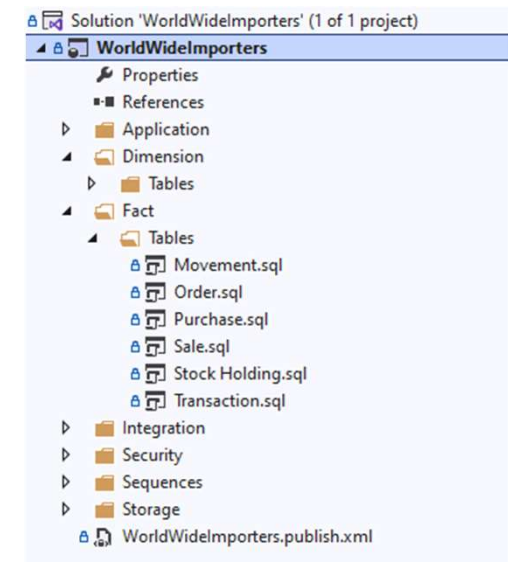 Solution 'WorldWideImporters' (1 of 1 project)
WorldWideImporters
Properties
References
Application
Dimension
Tables
Fact
Tables
Movement.sql
Order.sql
Purchase.sql
Sale.sql
Stock Holding.sql
Transaction.sql
Integration
Security
Sequences
Storage
WorldWideImporters.publish.xml